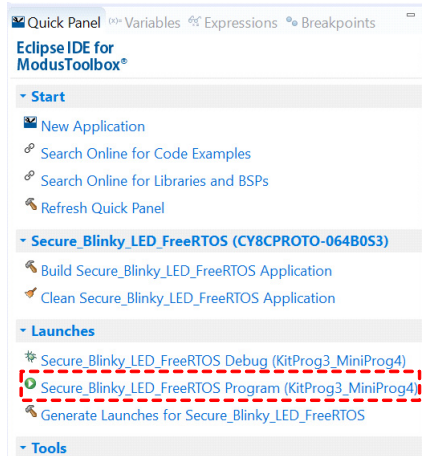 Quick Panel (x)= Variables Expressions Breakpoints
Eclipse IDE for
ModusToolbox®
Start
New Application
Search Online for Code Examples
Search Online for Libraries and BSPs
Refresh Quick Panel
Secure_Blinky_LED_FreeRTOS (CY8CPROTO-064B0S3)
Build Secure_Blinky_LED_FreeRTOS Application
Clean Secure_Blinky_LED_FreeRTOS Application
Launches
Secure_Blinky_LED_FreeRTOS Debug (KitProg3_MiniProg4)
Secure_Blinky_LED_FreeRTOS Program (KitProg3_MiniProg4)
Generate Launches for Secure_Blinky_LED_FreeRTOS
Tools